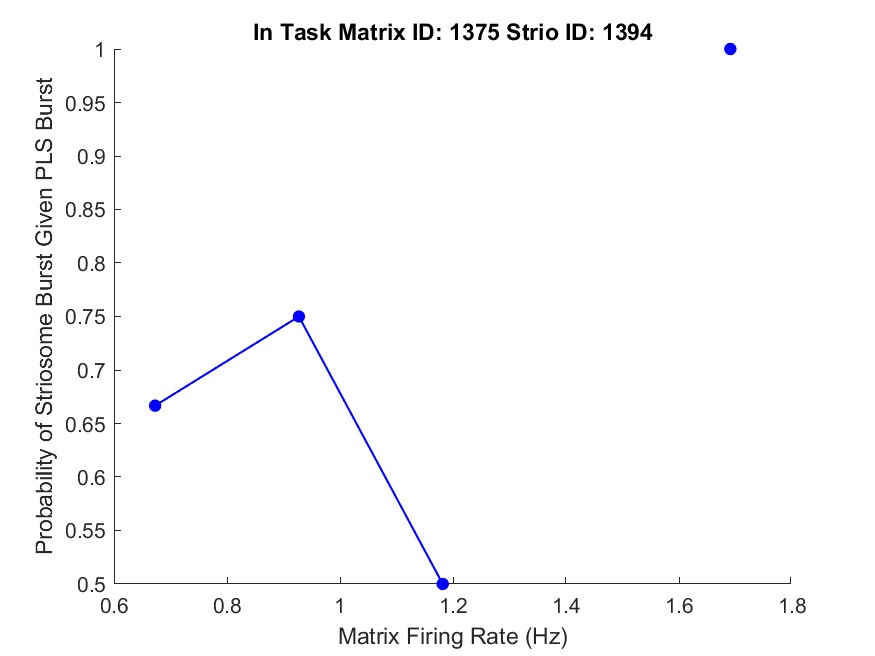 In Task Matrix ID: 1375 Strio ID: 1394
Probability of Striosome Burst Given PLS Burst
1
0.95
0.9
0.85
0.8
0.75
0.7
0.65
0.6
0.55
0.5
0.6 0.8 1 1.2 1.4 1.6 1.8
Matrix Firing Rate (Hz)